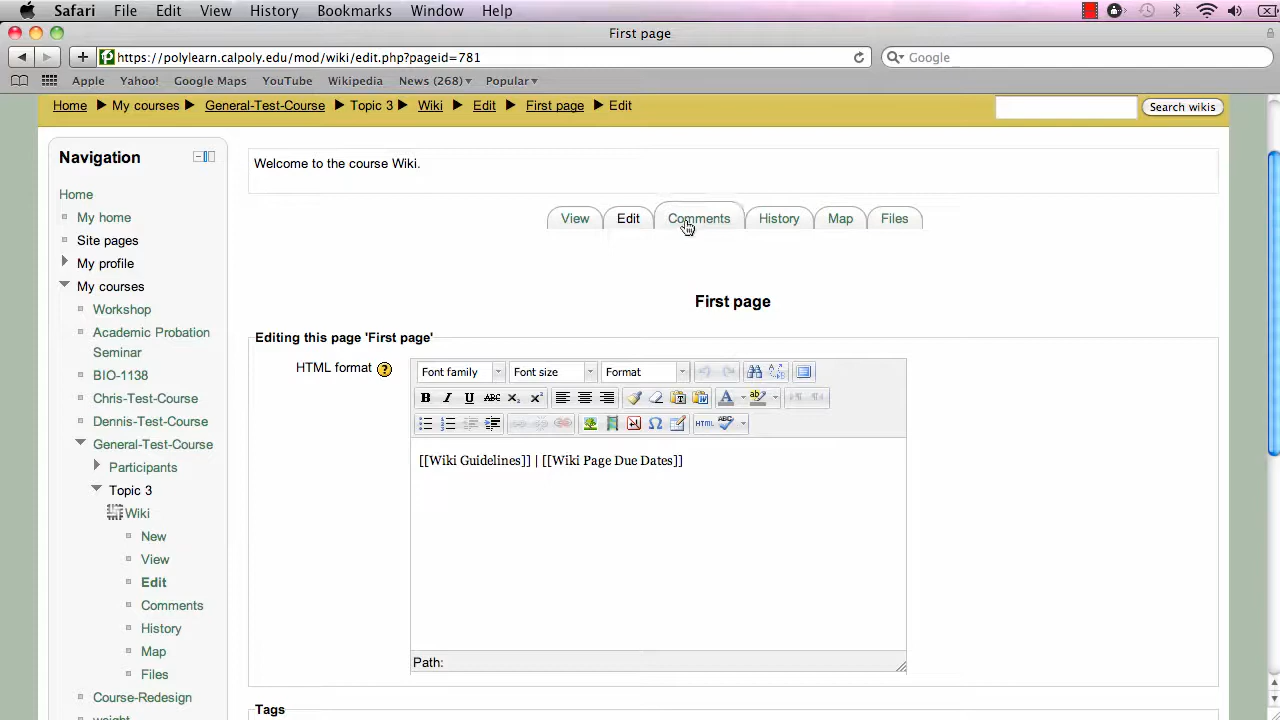 Safari File Edit View History Bookmarks Window Help
First page
https://polylearn.calpoly.edu/mod/wiki/edit.php?pageid=781
Google
Apple Yahoo! Google Maps YouTube Wikipedia News (268) Popular
Home My courses General-Test-Course Topic 3 Wiki Edit First page Edit
Search wikis
Navigation
Home
My home
Site pages
My profile
My courses
Workshop
Academic Probation
Seminar
BIO-1138
Chris-Test-Course
Dennis-Test-Course
General-Test-Course
Participants
Topic 3
Wiki
New
View
Edit
Comments
History
Map
Files
Course-Redesign
Welcome to the course Wiki.
View Edit Comments History Map Files
First page
Editing this page 'First page'
HTML format
Font family Font size Format
B I U ABC X₂ X²
HTML ABC
[[Wiki Guidelines]] | [[Wiki Page Due Dates]]
Path:
Tags